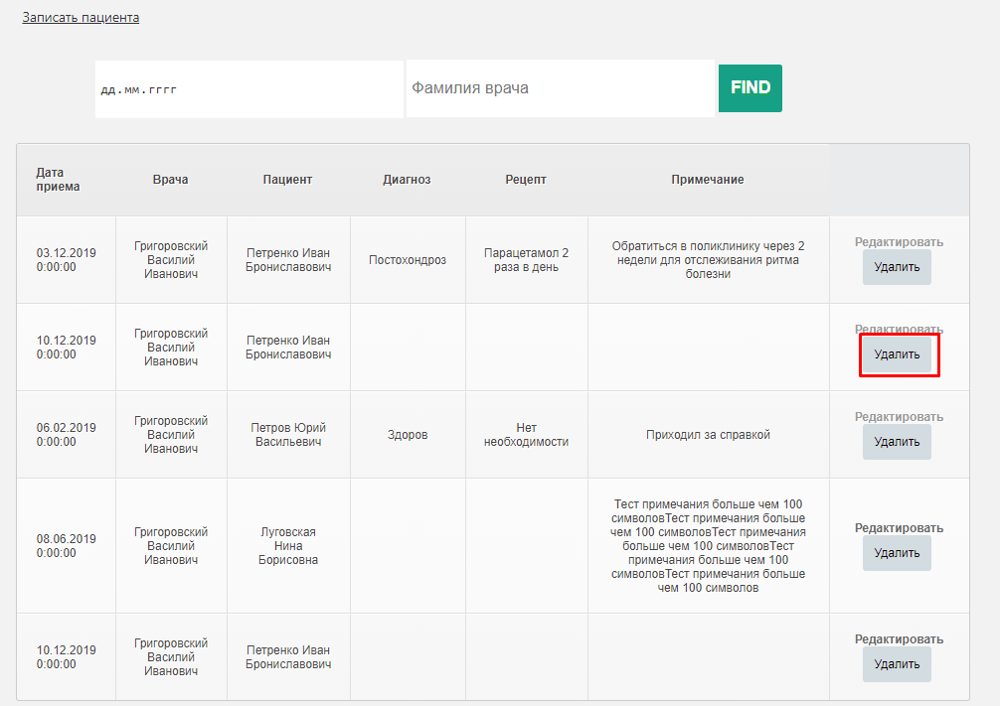 Записать пациента
дд.мм.гггг
Фамилия врача
FIND
Дата
приема
Врача
Пациент
Диагноз
Рецепт
Примечание
03.12.2019
0:00:00
Григоровский
Василий
Иванович
Петренко Иван
Брониславович
Постохондроз
Парацетамол 2
раза в день
Обратиться в поликлинику через 2
недели для отслеживания ритма
болезни
Редактировать
Удалить
10.12.2019
0:00:00
Григоровский
Василий
Иванович
Петренко Иван
Брониславович
Редактировать
Удалить
06.02.2019
0:00:00
Григоровский
Василий
Иванович
Петров Юрий
Васильевич
Здоров
Нет
необходимости
Приходил за справкой
Редактировать
Удалить
08.06.2019
0:00:00
Григоровский
Василий
Иванович
Луговская
Нина
Борисовна
Тест примечания больше чем 100
символовТест примечания больше
чем 100 символовТест примечания
больше чем 100 символовТест
примечания больше чем 100
символовТест примечания больше
чем 100 символов
Редактировать
Удалить
10.12.2019
0:00:00
Григоровский
Василий
Иванович
Петренко Иван
Брониславович
Редактировать
Удалить